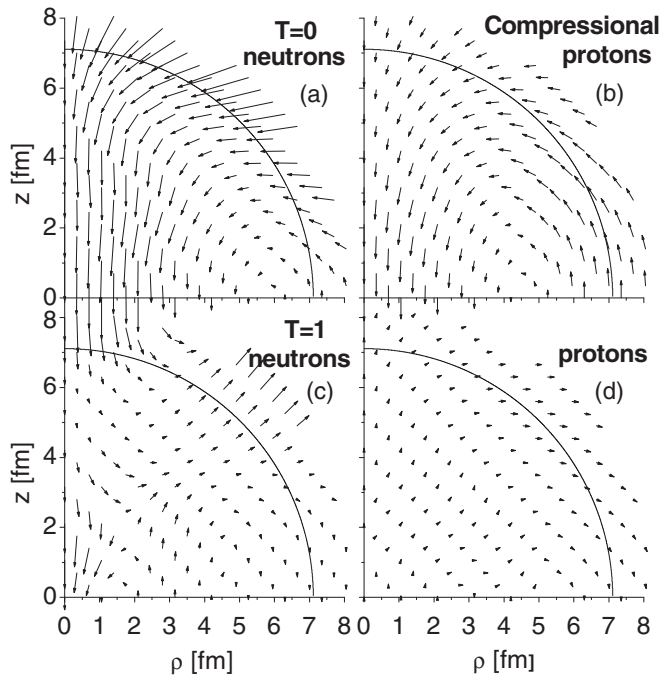 8
6
4
2
0
z [fm]
T=0
neutrons
(a)
Compressional
protons
(b)
8
6
4
2
0
z [fm]
T=1
neutrons
(c)
protons
(d)
0 1 2 3 4 5 6 7 8
0 1 2 3 4 5 6 7 8
ρ [fm]
ρ [fm]